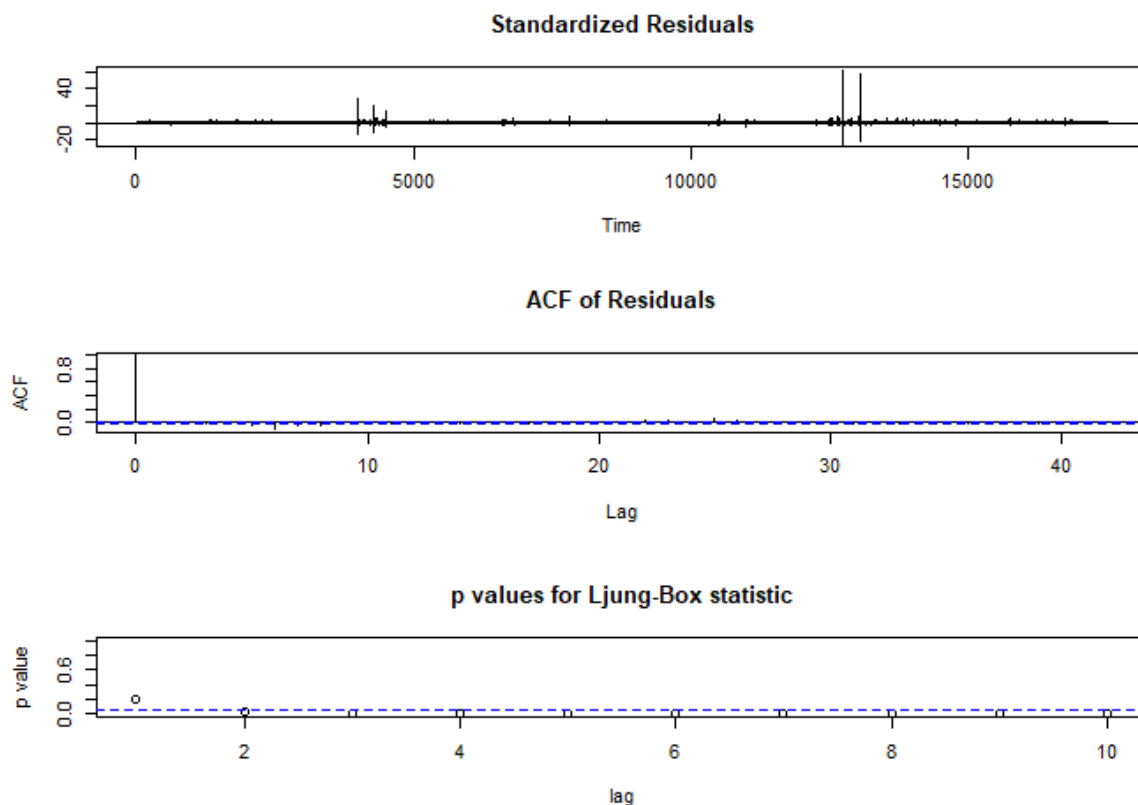 Standardized Residuals
40
-20
0 5000 10000 15000
Time
ACF of Residuals
ACF
0.8
0.0
0 10 20 30 40
Lag
p values for Ljung-Box statistic
p value
0.6
0.0
2 4 6 8 10
lag